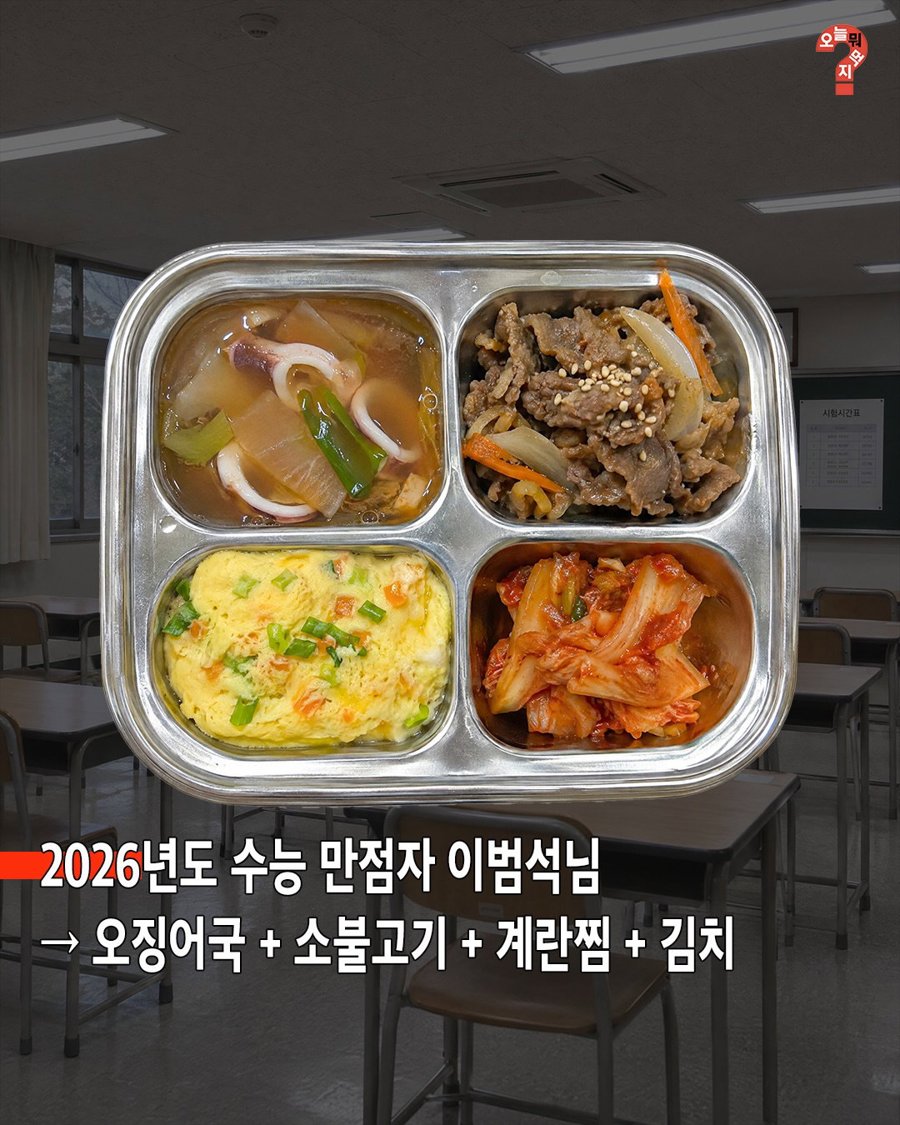 오늘
뭐
먹
지
시험시간표
2026년도 수능 만점자 이범석님
→ 오징어국 + 소불고기 + 계란찜 + 김치